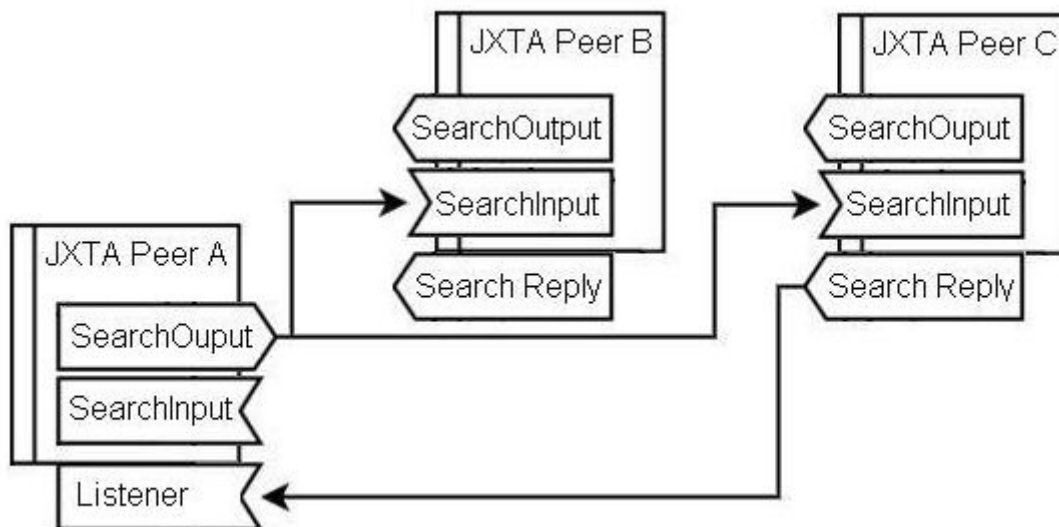 JXTA Peer B
SearchOutput
SearchInput
Search Reply
JXTA Peer C
SearchOuput
SearchInput
Search Reply
JXTA Peer A
SearchOuput
SearchInput
Listener